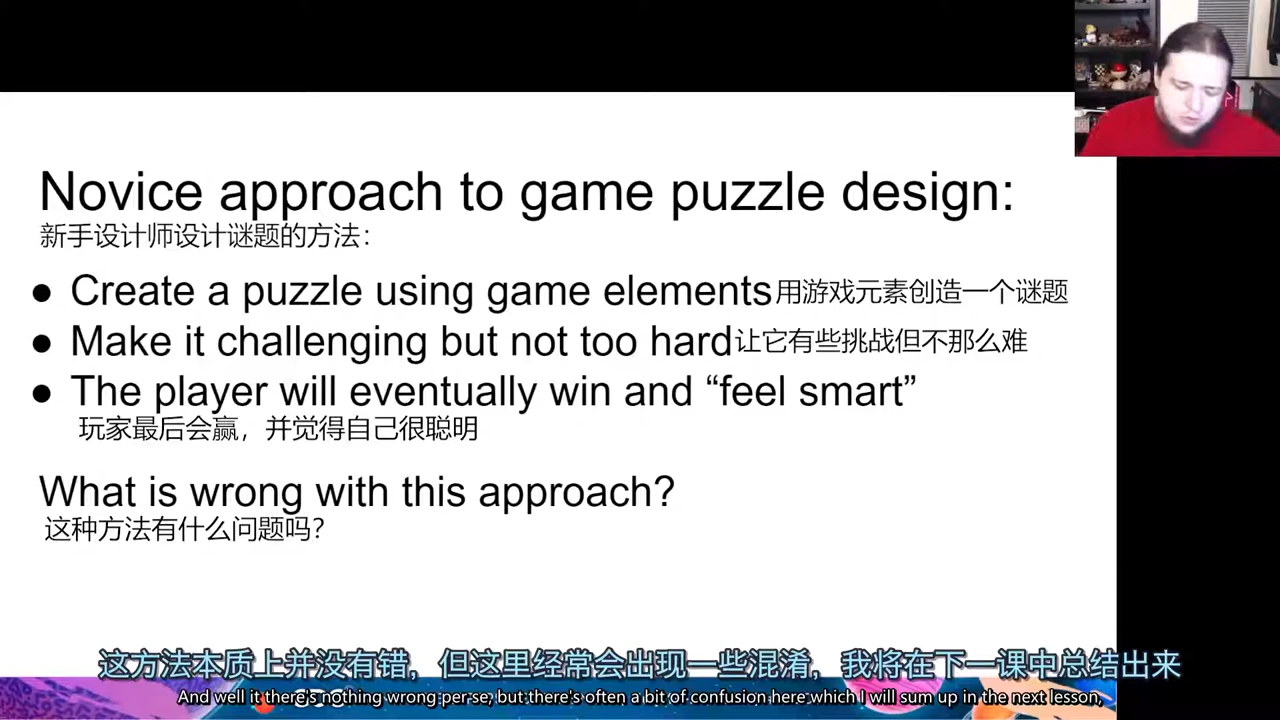 Novice approach to game puzzle design:
新手设计师设计谜题的方法：
● Create a puzzle using game elements用游戏元素创造一个谜题
● Make it challenging but not too hard让它有些挑战但不那么难
● The player will eventually win and “feel smart”
玩家最后会赢，并觉得自己很聪明
What is wrong with this approach?
这种方法有什么问题吗？
这方法本质上并没有错，但这里经常会出现一些混淆，我将在下一课中总结出来
And well it there's nothing wrong per se, but there's often a bit of confusion here which I will sum up in the next lesson,